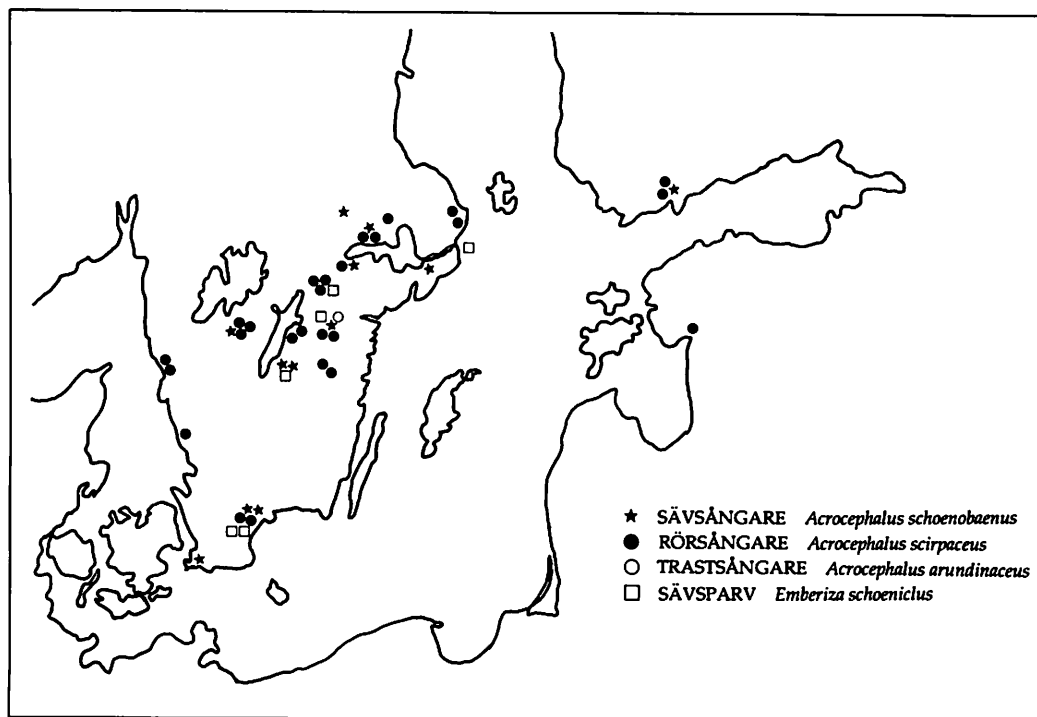 ★ SÄVSÅNGARE Acrocephalus schoenobaenus
● RÖRSÅNGARE Acrocephalus scirpaceus
○ TRASTSÅNGARE Acrocephalus arundinaceus
□ SÄVSPARV Emberiza schoeniclus